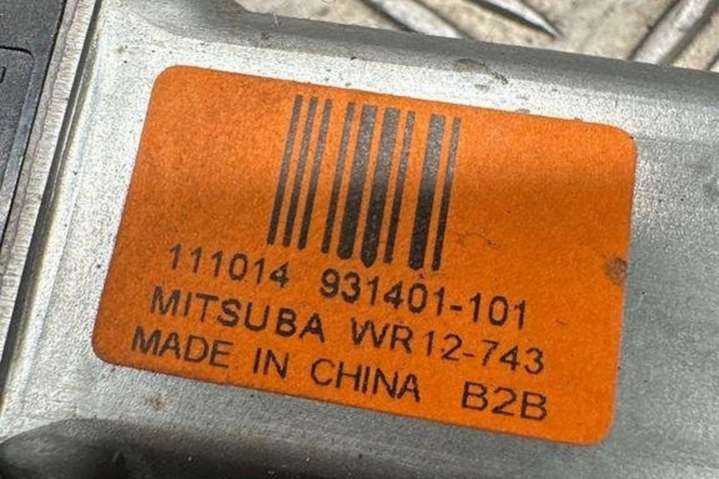 111014 931401-101
MITSUBA WR12-743
MADE IN CHINA B2B